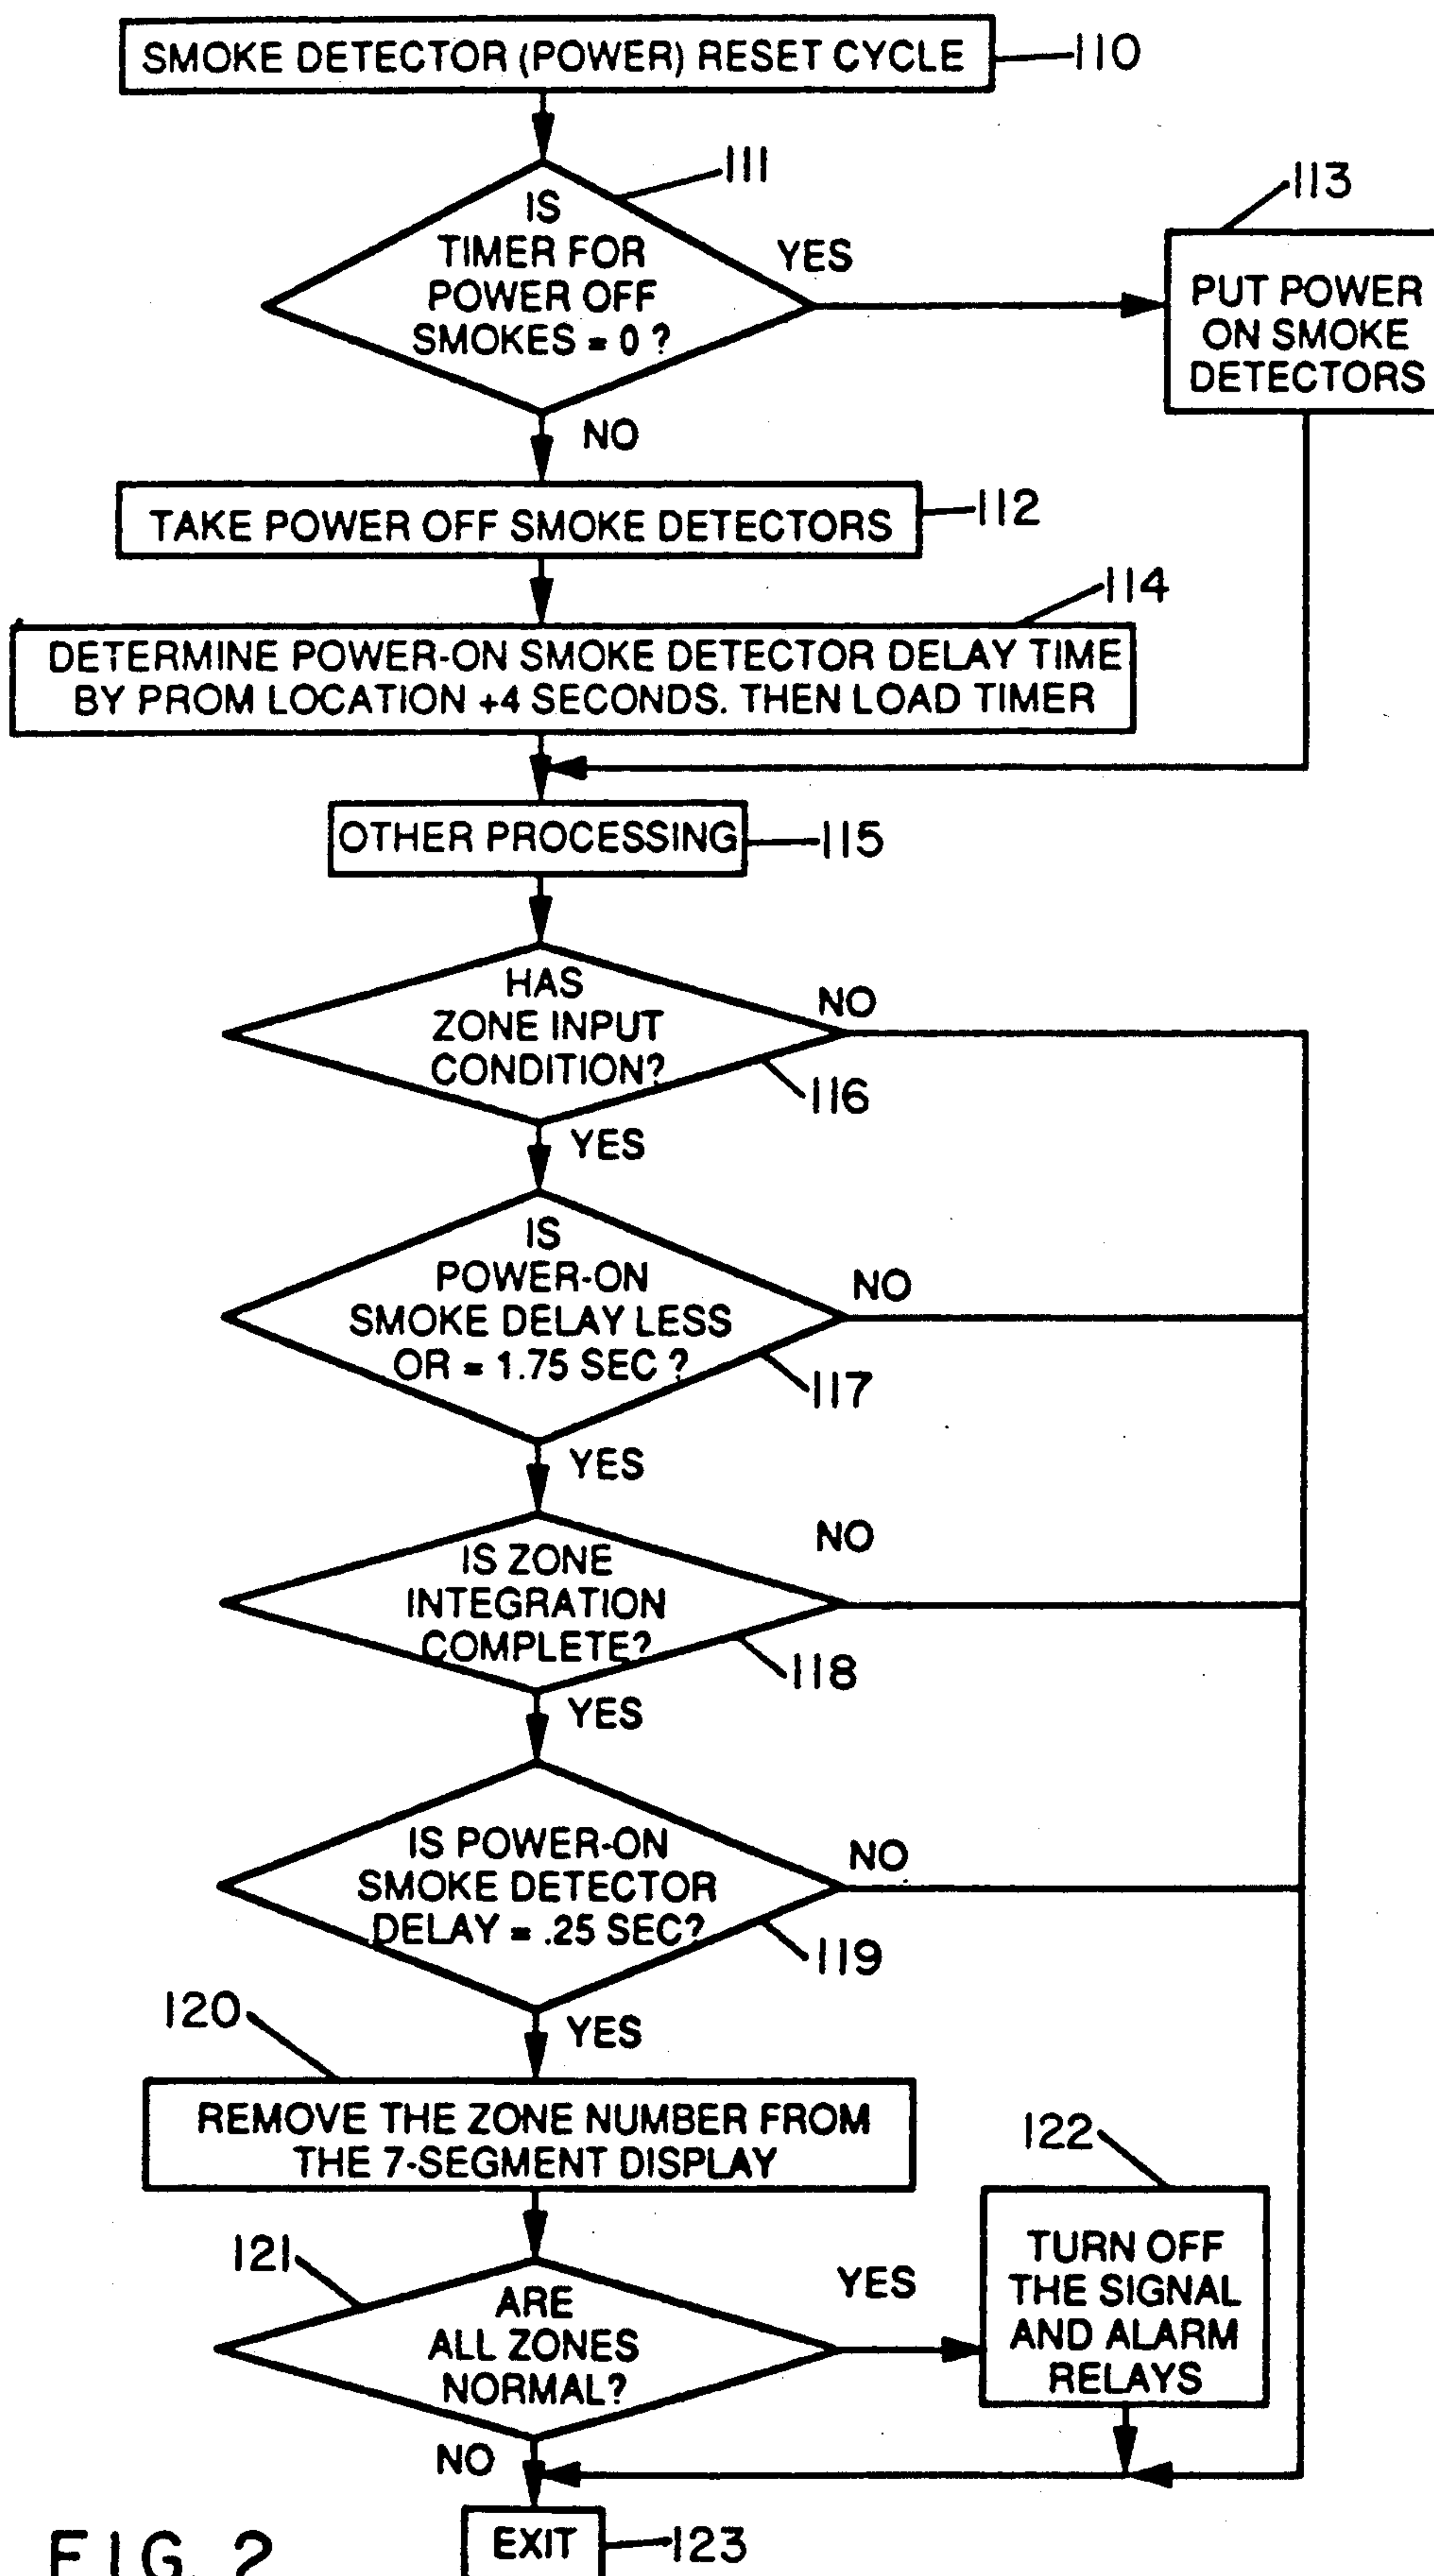 SMOKE DETECTOR (POWER) RESET CYCLE
110
111
IS
TIMER FOR
POWER OFF
SMOKES = 0 ?
YES
113
PUT POWER
ON SMOKE
DETECTORS
NO
TAKE POWER OFF SMOKE DETECTORS
112
114
DETERMINE POWER-ON SMOKE DETECTOR DELAY TIME
BY PROM LOCATION +4 SECONDS. THEN LOAD TIMER
OTHER PROCESSING
115
HAS
ZONE INPUT
CONDITION?
NO
116
YES
IS
POWER-ON
SMOKE DELAY LESS
OR = 1.75 SEC ?
NO
117
YES
IS ZONE
INTEGRATION
COMPLETE?
NO
118
YES
IS POWER-ON
SMOKE DETECTOR
DELAY = .25 SEC?
NO
119
YES
120
REMOVE THE ZONE NUMBER FROM
THE 7-SEGMENT DISPLAY
121
ARE
ALL ZONES
NORMAL?
YES
122
TURN OFF
THE SIGNAL
AND ALARM
RELAYS
NO
EXIT
123
FIG. 2